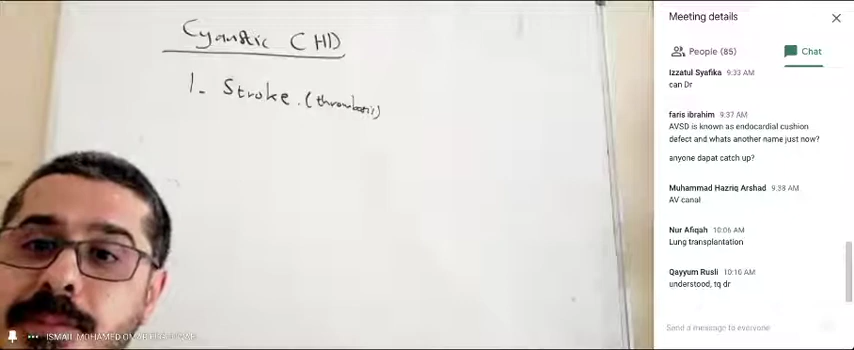 Cyanotic CHD
1. Stroke. (thrombosis)
ISMAIL MOHAMED
Meeting details
People (85)
Chat
Izzatul Syafika 9:33 AM
can Dr
faris ibrahim 9:37 AM
AVSD is known as endocardial cushion
defect and whats another name just now?
anyone dapat catch up?
Muhammad Hazriq Arshad 9:38 AM
AV canal
Nur Afiqah 10:06 AM
Lung transplantation
Qayyum Rusli 10:10 AM
understood, tq dr
Send a message to everyone